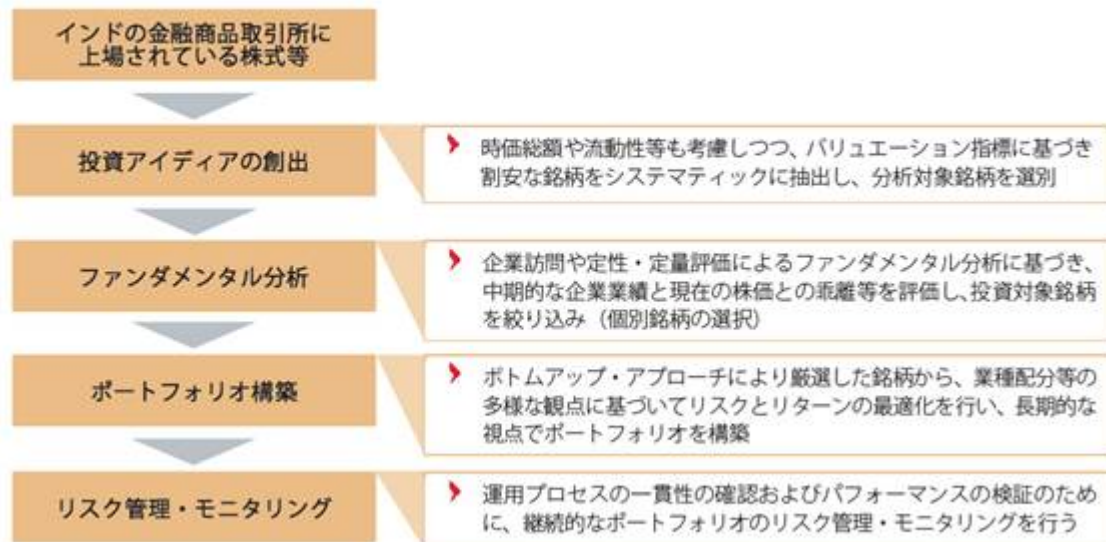 インドの金融商品取引所に
上場されている株式等
投資アイディアの創出
時価総額や流動性等も考慮しつつ、バリュエーション指標に基づき
割安な銘柄をシステマティックに抽出し、分析対象銘柄を選別
ファンダメンタル分析
企業訪問や定性・定量評価によるファンダメンタル分析に基づき、
中期的な企業業績と現在の株価との乖離等を評価し、投資対象銘柄
を絞り込み（個別銘柄の選択）
ポートフォリオ構築
ボトムアップ・アプローチにより厳選した銘柄から、業種配分等の
多様な観点に基づいてリスクとリターンの最適化を行い、長期的な
視点でポートフォリオを構築
リスク管理・モニタリング
運用プロセスの一貫性の確認およびパフォーマンスの検証のため
に、継続的なポートフォリオのリスク管理・モニタリングを行う